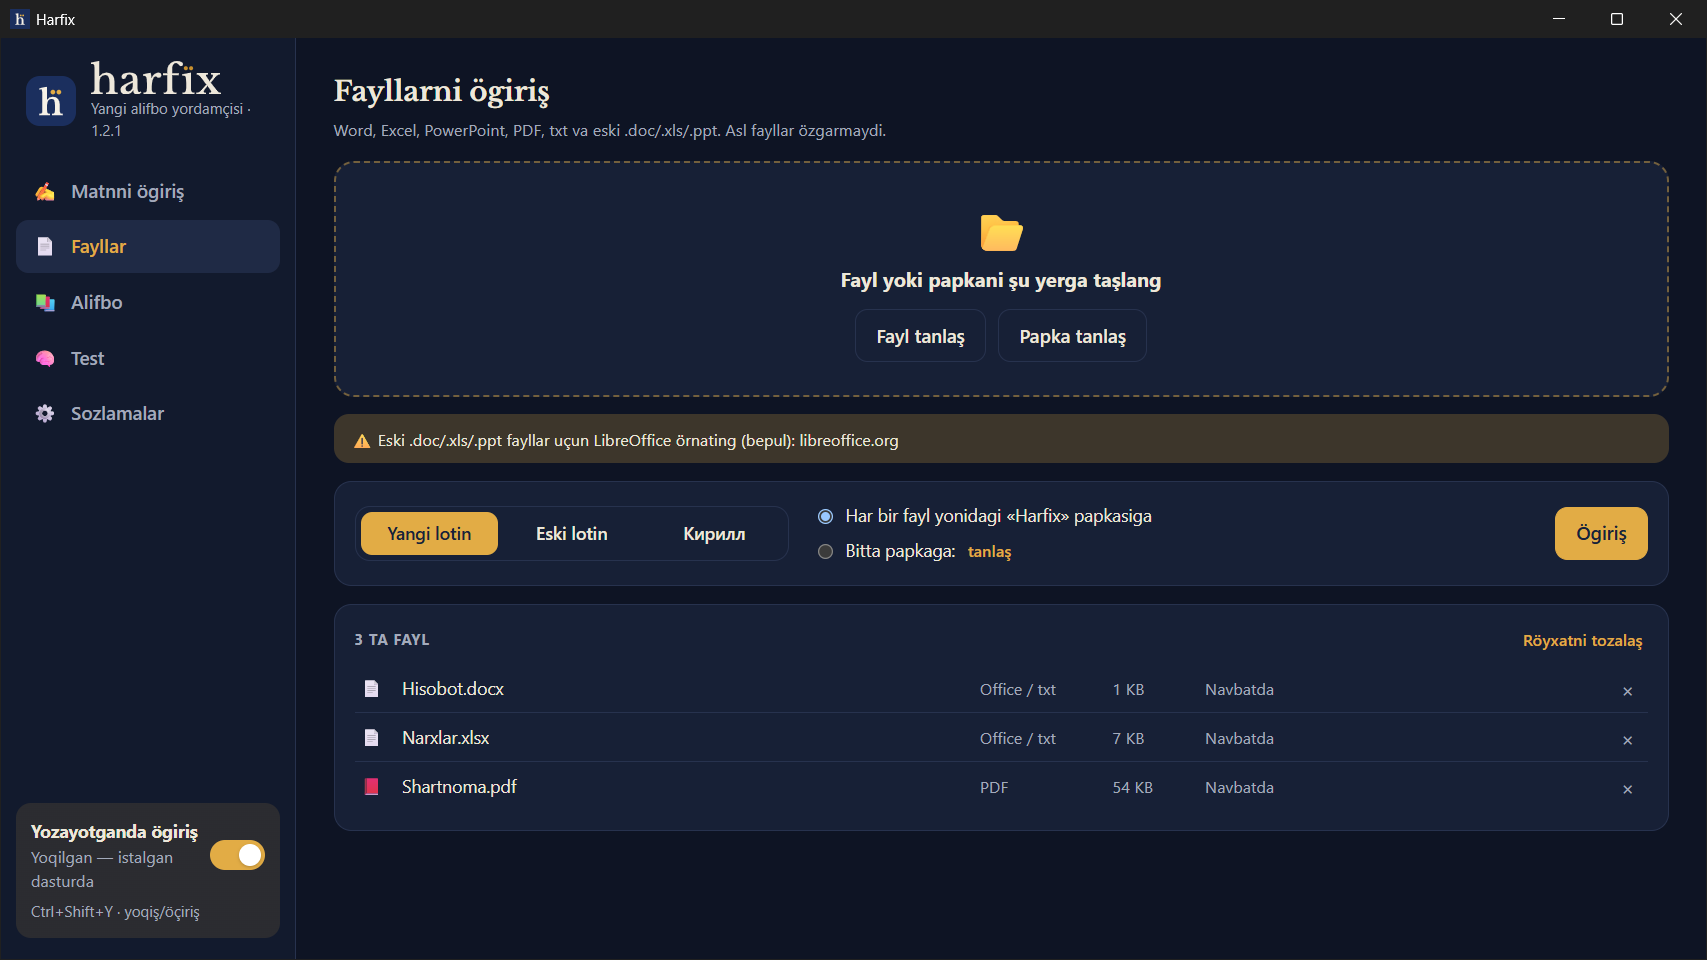 Harfix
harfïx
Yangi alifbo yordamçisi ·
1.2.1
Matnni ögiriş
Fayllar
Alifbo
Test
Sozlamalar
Yozayotganda ögiriş
Yoqilgan — istalgan
dasturda
Ctrl+Shift+Y · yoqiş/öçiriş
Fayllarni ögiriş
Word, Excel, PowerPoint, PDF, txt va eski .doc/.xls/.ppt. Asl fayllar özgarmaydi.
Fayl yoki papkani şu yerga taşlang
Fayl tanlaş
Papka tanlaş
Eski .doc/.xls/.ppt fayllar uçun LibreOffice örnating (bepul): libreoffice.org
Yangi lotin
Eski lotin
Кирилл
Har bir fayl yonidagi «Harfix» papkasiga
Bitta papkaga: tanlaş
Ögiriş
3 TA FAYL
Röyxatni tozalaş
Hisobot.docx Office / txt 1 KB Navbatda
Narxlar.xlsx Office / txt 7 KB Navbatda
Shartnoma.pdf PDF 54 KB Navbatda